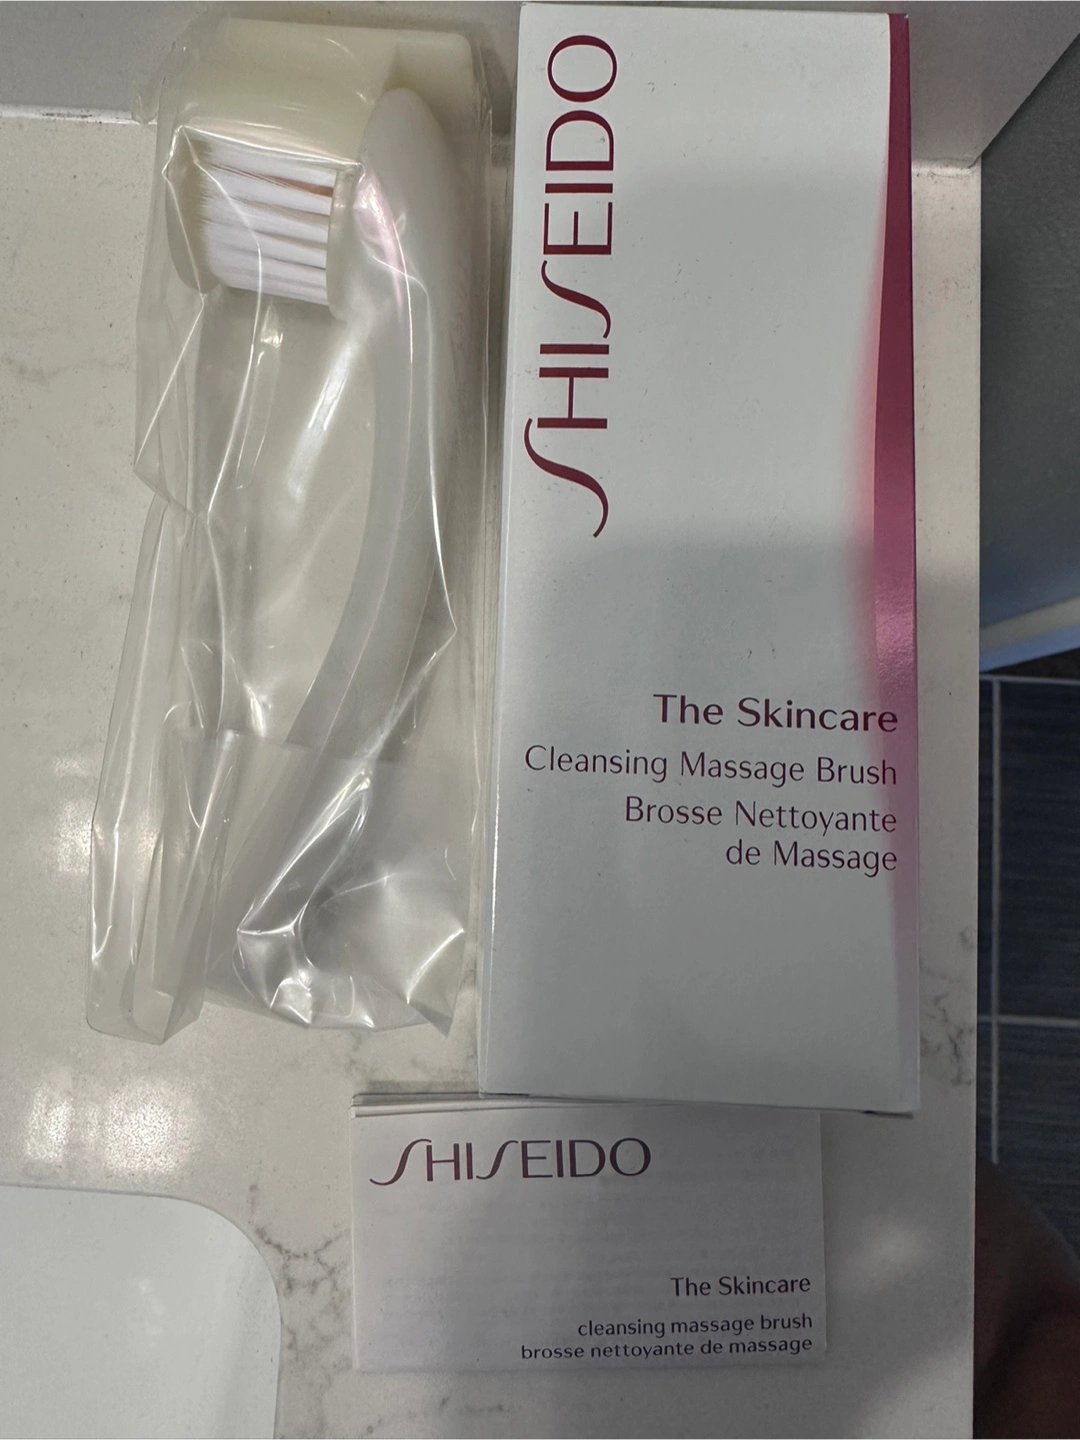 SHISEIDO
The Skincare
Cleansing Massage Brush
Brosse Nettoyante
de Massage
SHISEIDO
The Skincare
cleansing massage brush
brosse nettoyante de massage